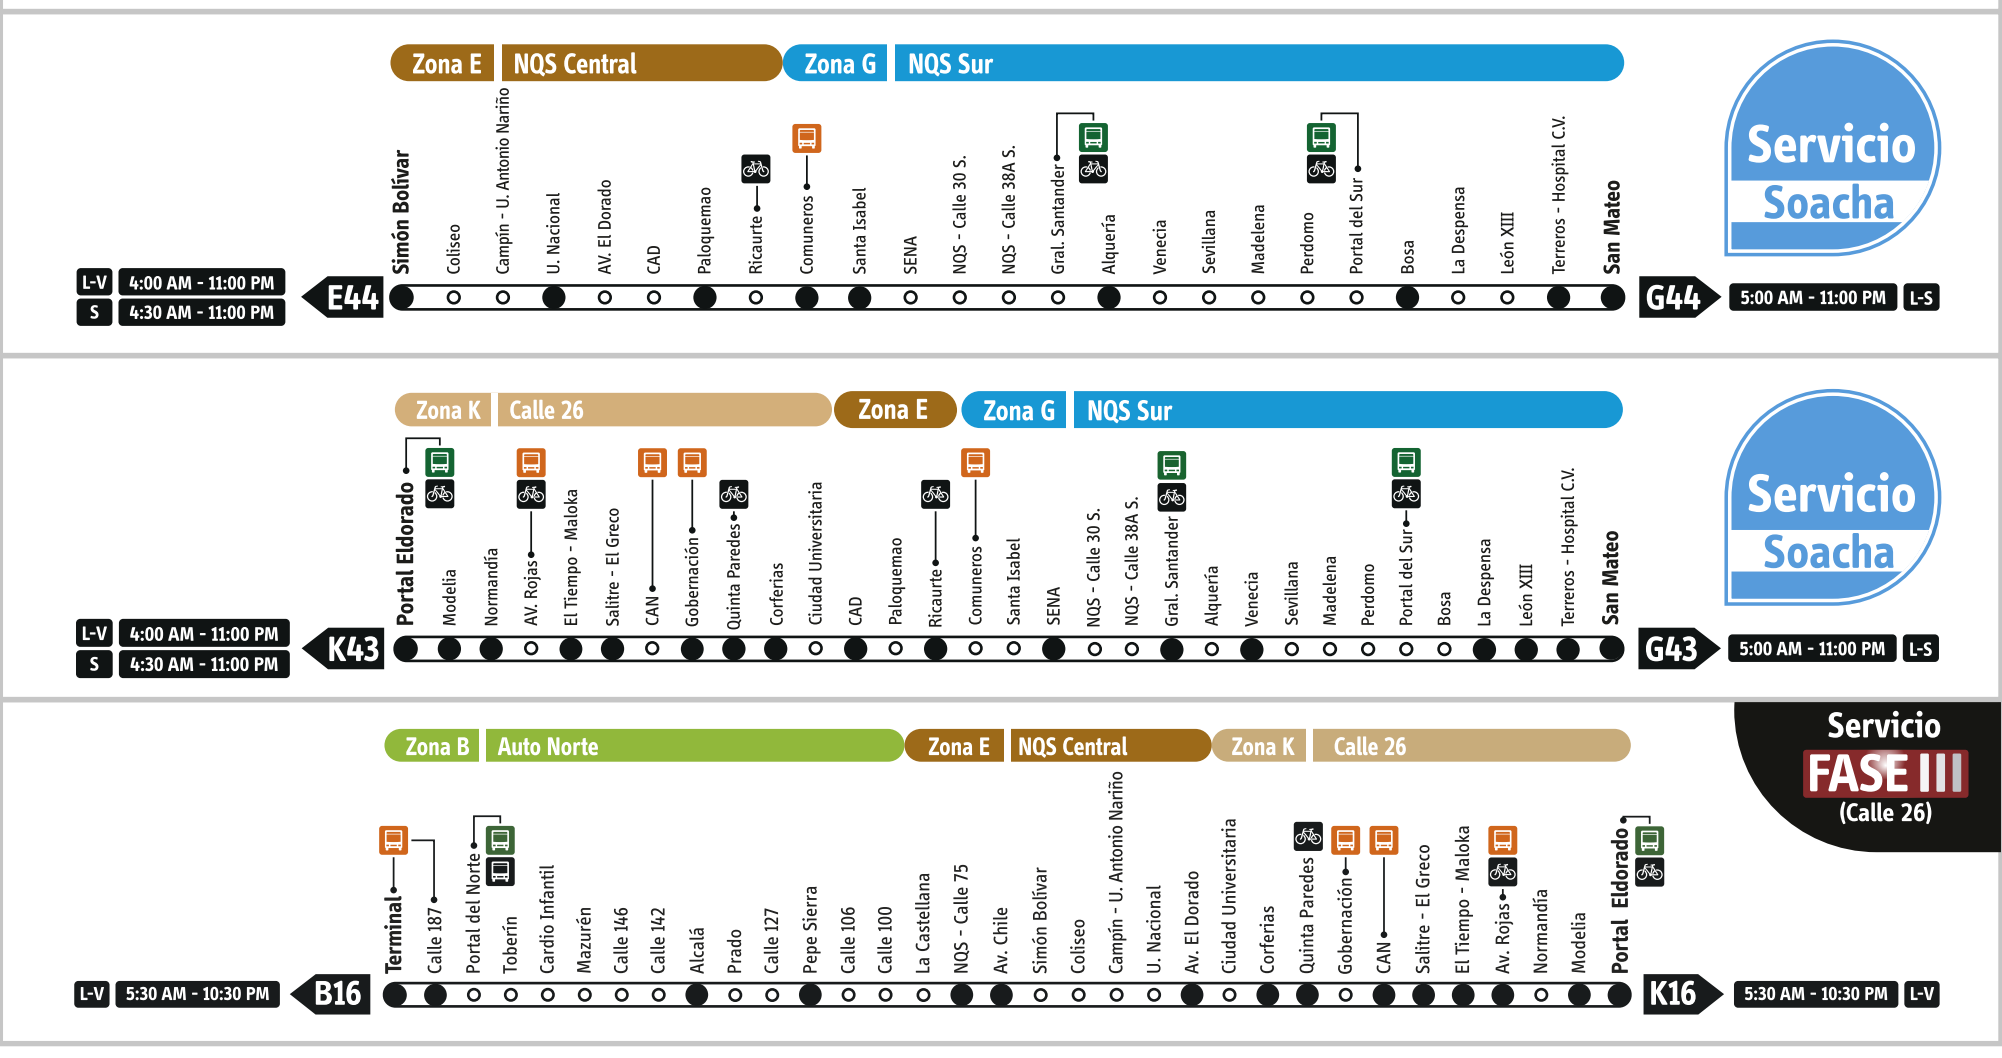 Zona E NQS Central Zona G NQS Sur
Simón Bolívar
Coliseo
Campín - U. Antonio Nariño
U. Nacional
AV. El Dorado
CAD
Paloquemao
Ricaurte
Comuneros
Santa Isabel
SENA
NQS - Calle 30 S.
NQS - Calle 38A S.
Gral. Santander
Alquería
Venecia
Sevillana
Madelena
Perdomo
Portal del Sur
Bosa
La Despensa
León XIII
Terreros - Hospital C.V.
San Mateo
Servicio
Soacha
L-V 4:00 AM - 11:00 PM
S 4:30 AM - 11:00 PM
E44
G44 5:00 AM - 11:00 PM L-S
Zona K Calle 26 Zona E Zona G NQS Sur
Portal Eldorado
Modelia
Normandía
AV. Rojas
El Tiempo - Maloka
Salitre - El Greco
CAN
Gobernación
Quinta Paredes
Corferias
Ciudad Universitaria
CAD
Paloquemao
Ricaurte
Comuneros
Santa Isabel
SENA
NQS - Calle 30 S.
NQS - Calle 38A S.
Gral. Santander
Alquería
Venecia
Sevillana
Madelena
Perdomo
Portal del Sur
Bosa
La Despensa
León XIII
Terreros - Hospital C.V.
San Mateo
Servicio
Soacha
L-V 4:00 AM - 11:00 PM
S 4:30 AM - 11:00 PM
K43
G43 5:00 AM - 11:00 PM L-S
Zona B Auto Norte Zona E NQS Central Zona K Calle 26
Servicio
FASE III
(Calle 26)
Terminal
Calle 187
Portal del Norte
Toberín
Cardio Infantil
Mazurén
Calle 146
Calle 142
Alcalá
Prado
Calle 127
Pepe Sierra
Calle 106
Calle 100
La Castellana
NQS - Calle 75
Av. Chile
Simón Bolívar
Coliseo
Campín - U. Antonio Nariño
U. Nacional
Av. El Dorado
Ciudad Universitaria
Corferias
Quinta Paredes
Gobernación
CAN
Salitre - El Greco
El Tiempo - Maloka
Av. Rojas
Normandía
Modelia
Portal Eldorado
L-V 5:30 AM - 10:30 PM B16
K16 5:30 AM - 10:30 PM L-V